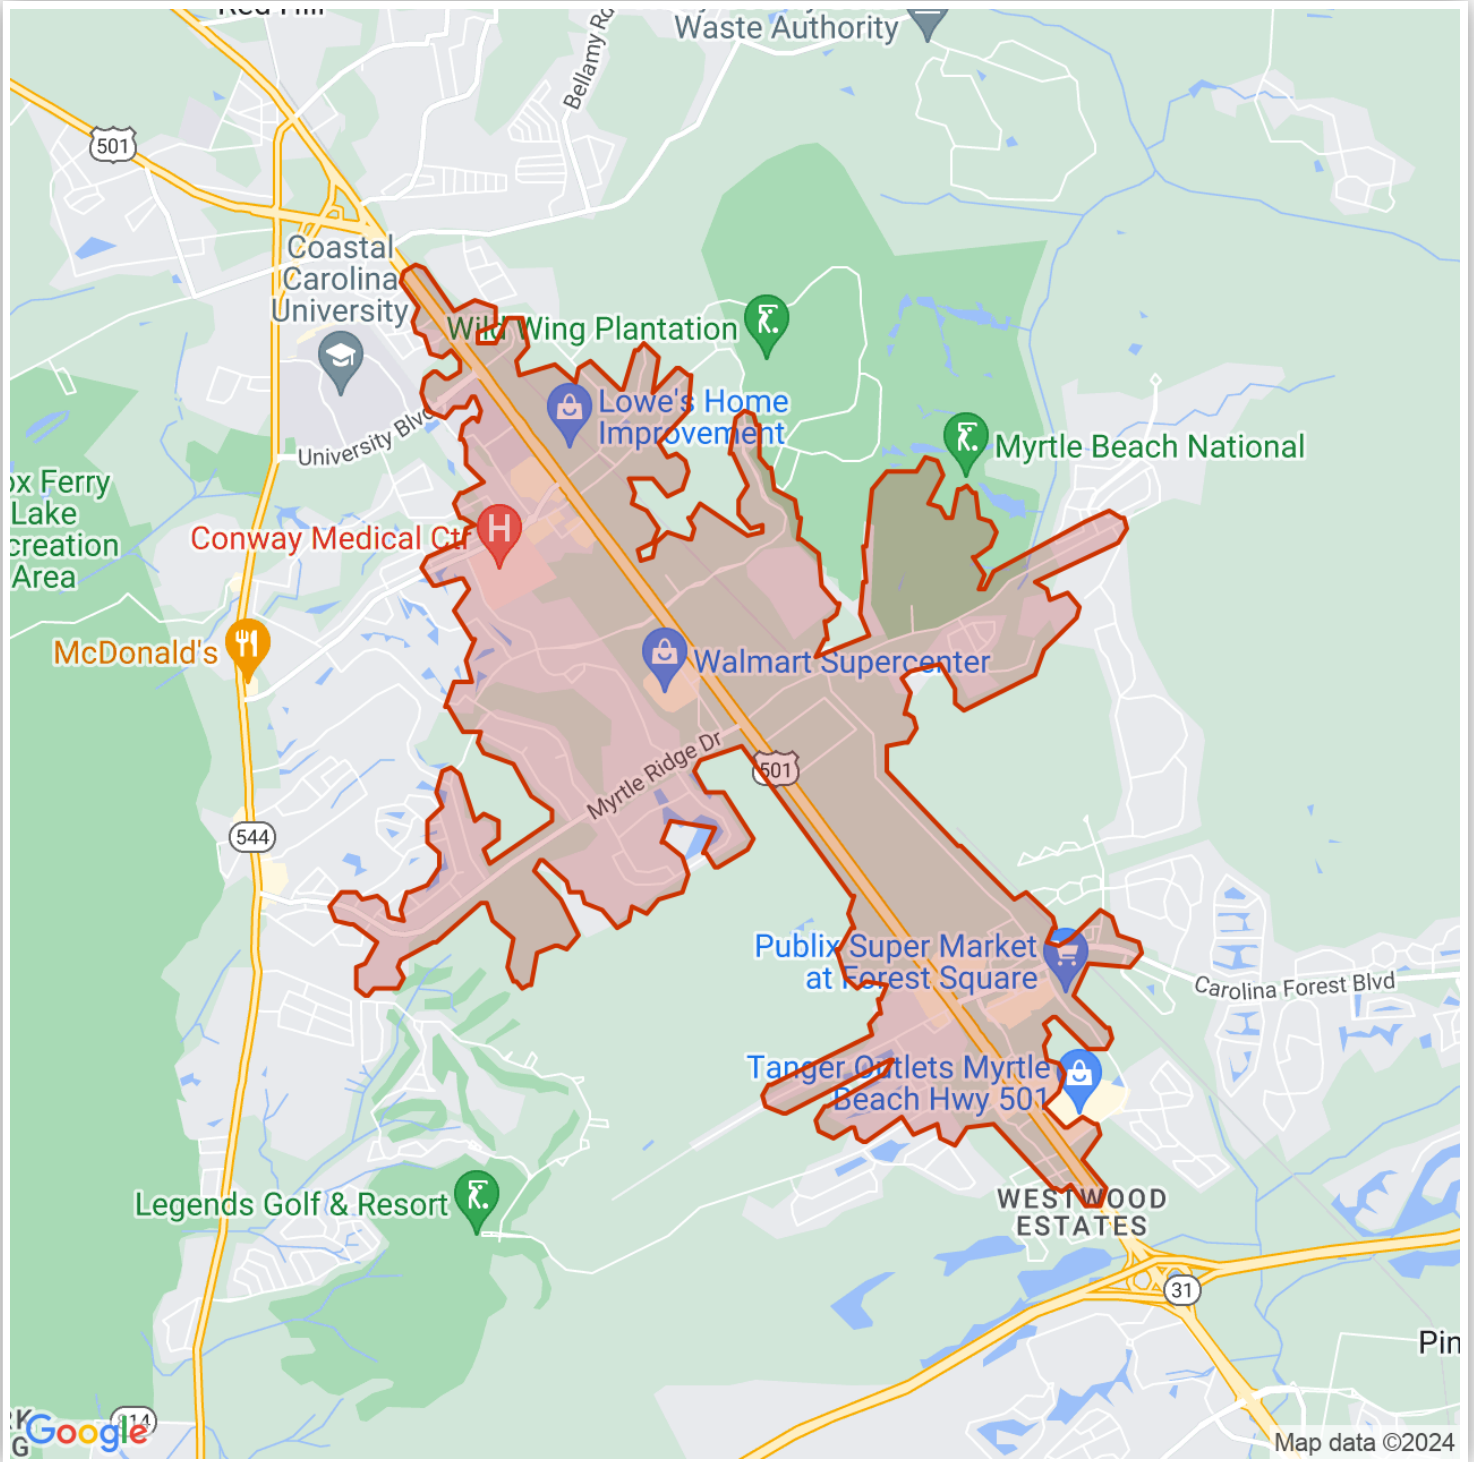 Waste Authority
Bellamy Rd
501
Coastal
Carolina
University
Wild Wing Plantation
Lowe's Home
Improvement
University Blvd
Myrtle Beach National
Ferry
Lake
Area
Conway Medical Ctr
McDonald's
Walmart Supercenter
Myrtle Ridge Dr
501
544
Publix Super Market
at Forest Square
Carolina Forest Blvd
Tanger Outlets Myrtle
Beach Hwy 501
Legends Golf & Resort
WESTWOOD
ESTATES
31
Google
Map data ©2024